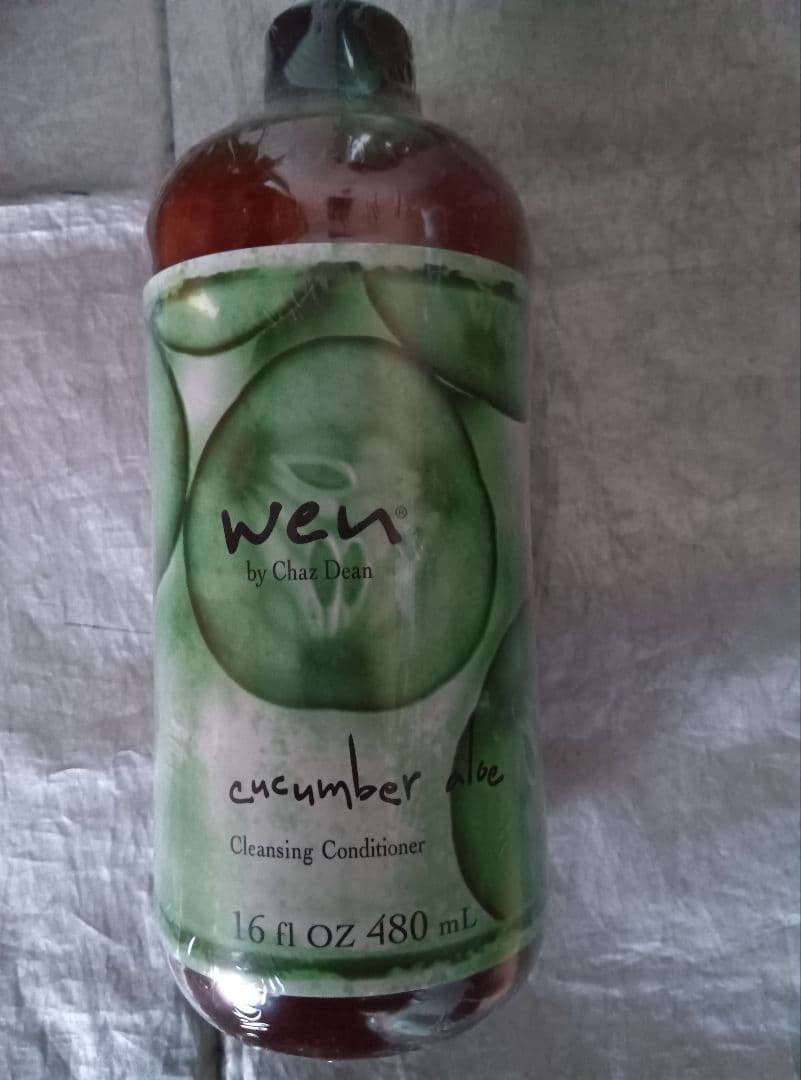 wen®
by Chaz Dean
cucumber aloe
Cleansing Conditioner
16 fl OZ 480 mL